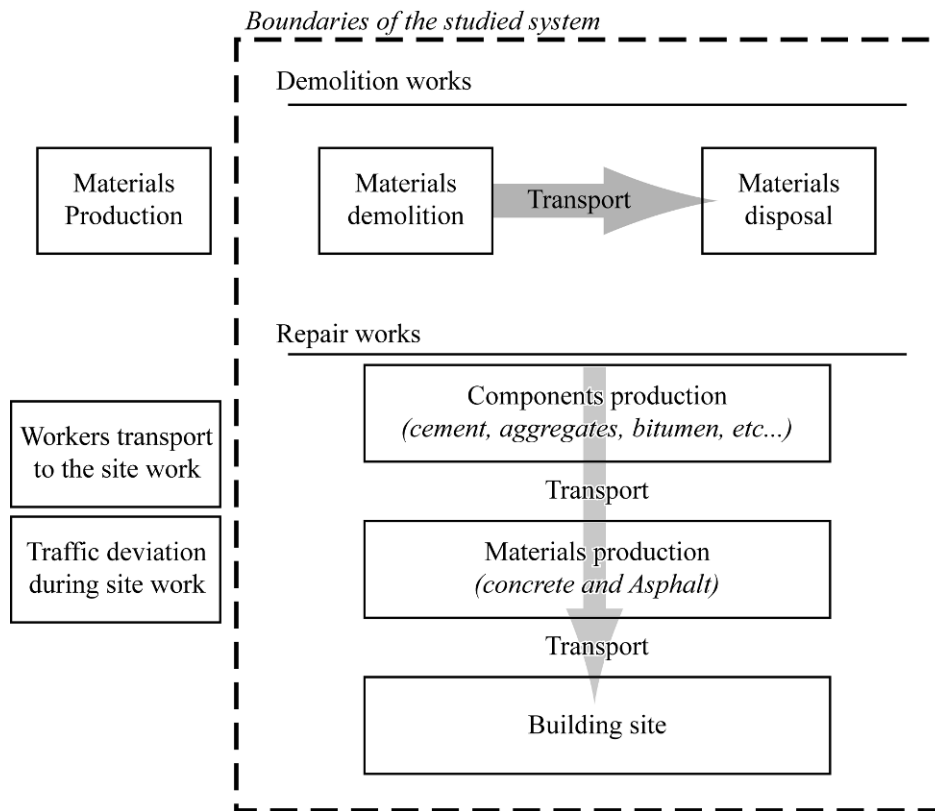 Boundaries of the studied system
Demolition works
Materials
Production
Materials
demolition
Transport
Materials
disposal
Repair works
Components production
(cement, aggregates, bitumen, etc...)
Workers transport
to the site work
Transport
Traffic deviation
during site work
Materials production
(concrete and Asphalt)
Transport
Building site